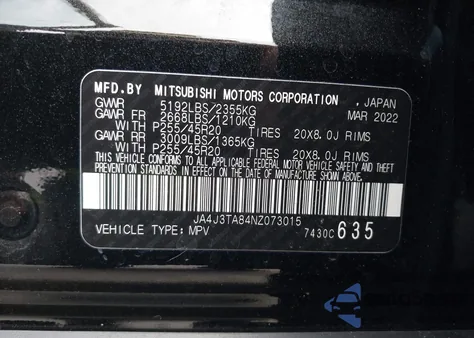 MFD.BY MITSUBISHI MOTORS CORPORATION, JAPAN
GVWR 5192LBS/2355KG MAR 2022
GAWR FR 2668LBS/1210KG
WITH P255/45R20 TIRES 20X8.0J RIMS
GAWR RR 3009LBS/1365KG
WITH P255/45R20 TIRES 20X8.0J RIMS
THIS VEHICLE CONFORMS TO ALL APPLICABLE FEDERAL MOTOR VEHICLE SAFETY AND THEFT PREVENTION STANDARDS IN EFFECT ON THE DATE OF MANUFACTURE SHOWN ABOVE.
JA4J3TA84NZ073015
VEHICLE TYPE: MPV 7430C 635